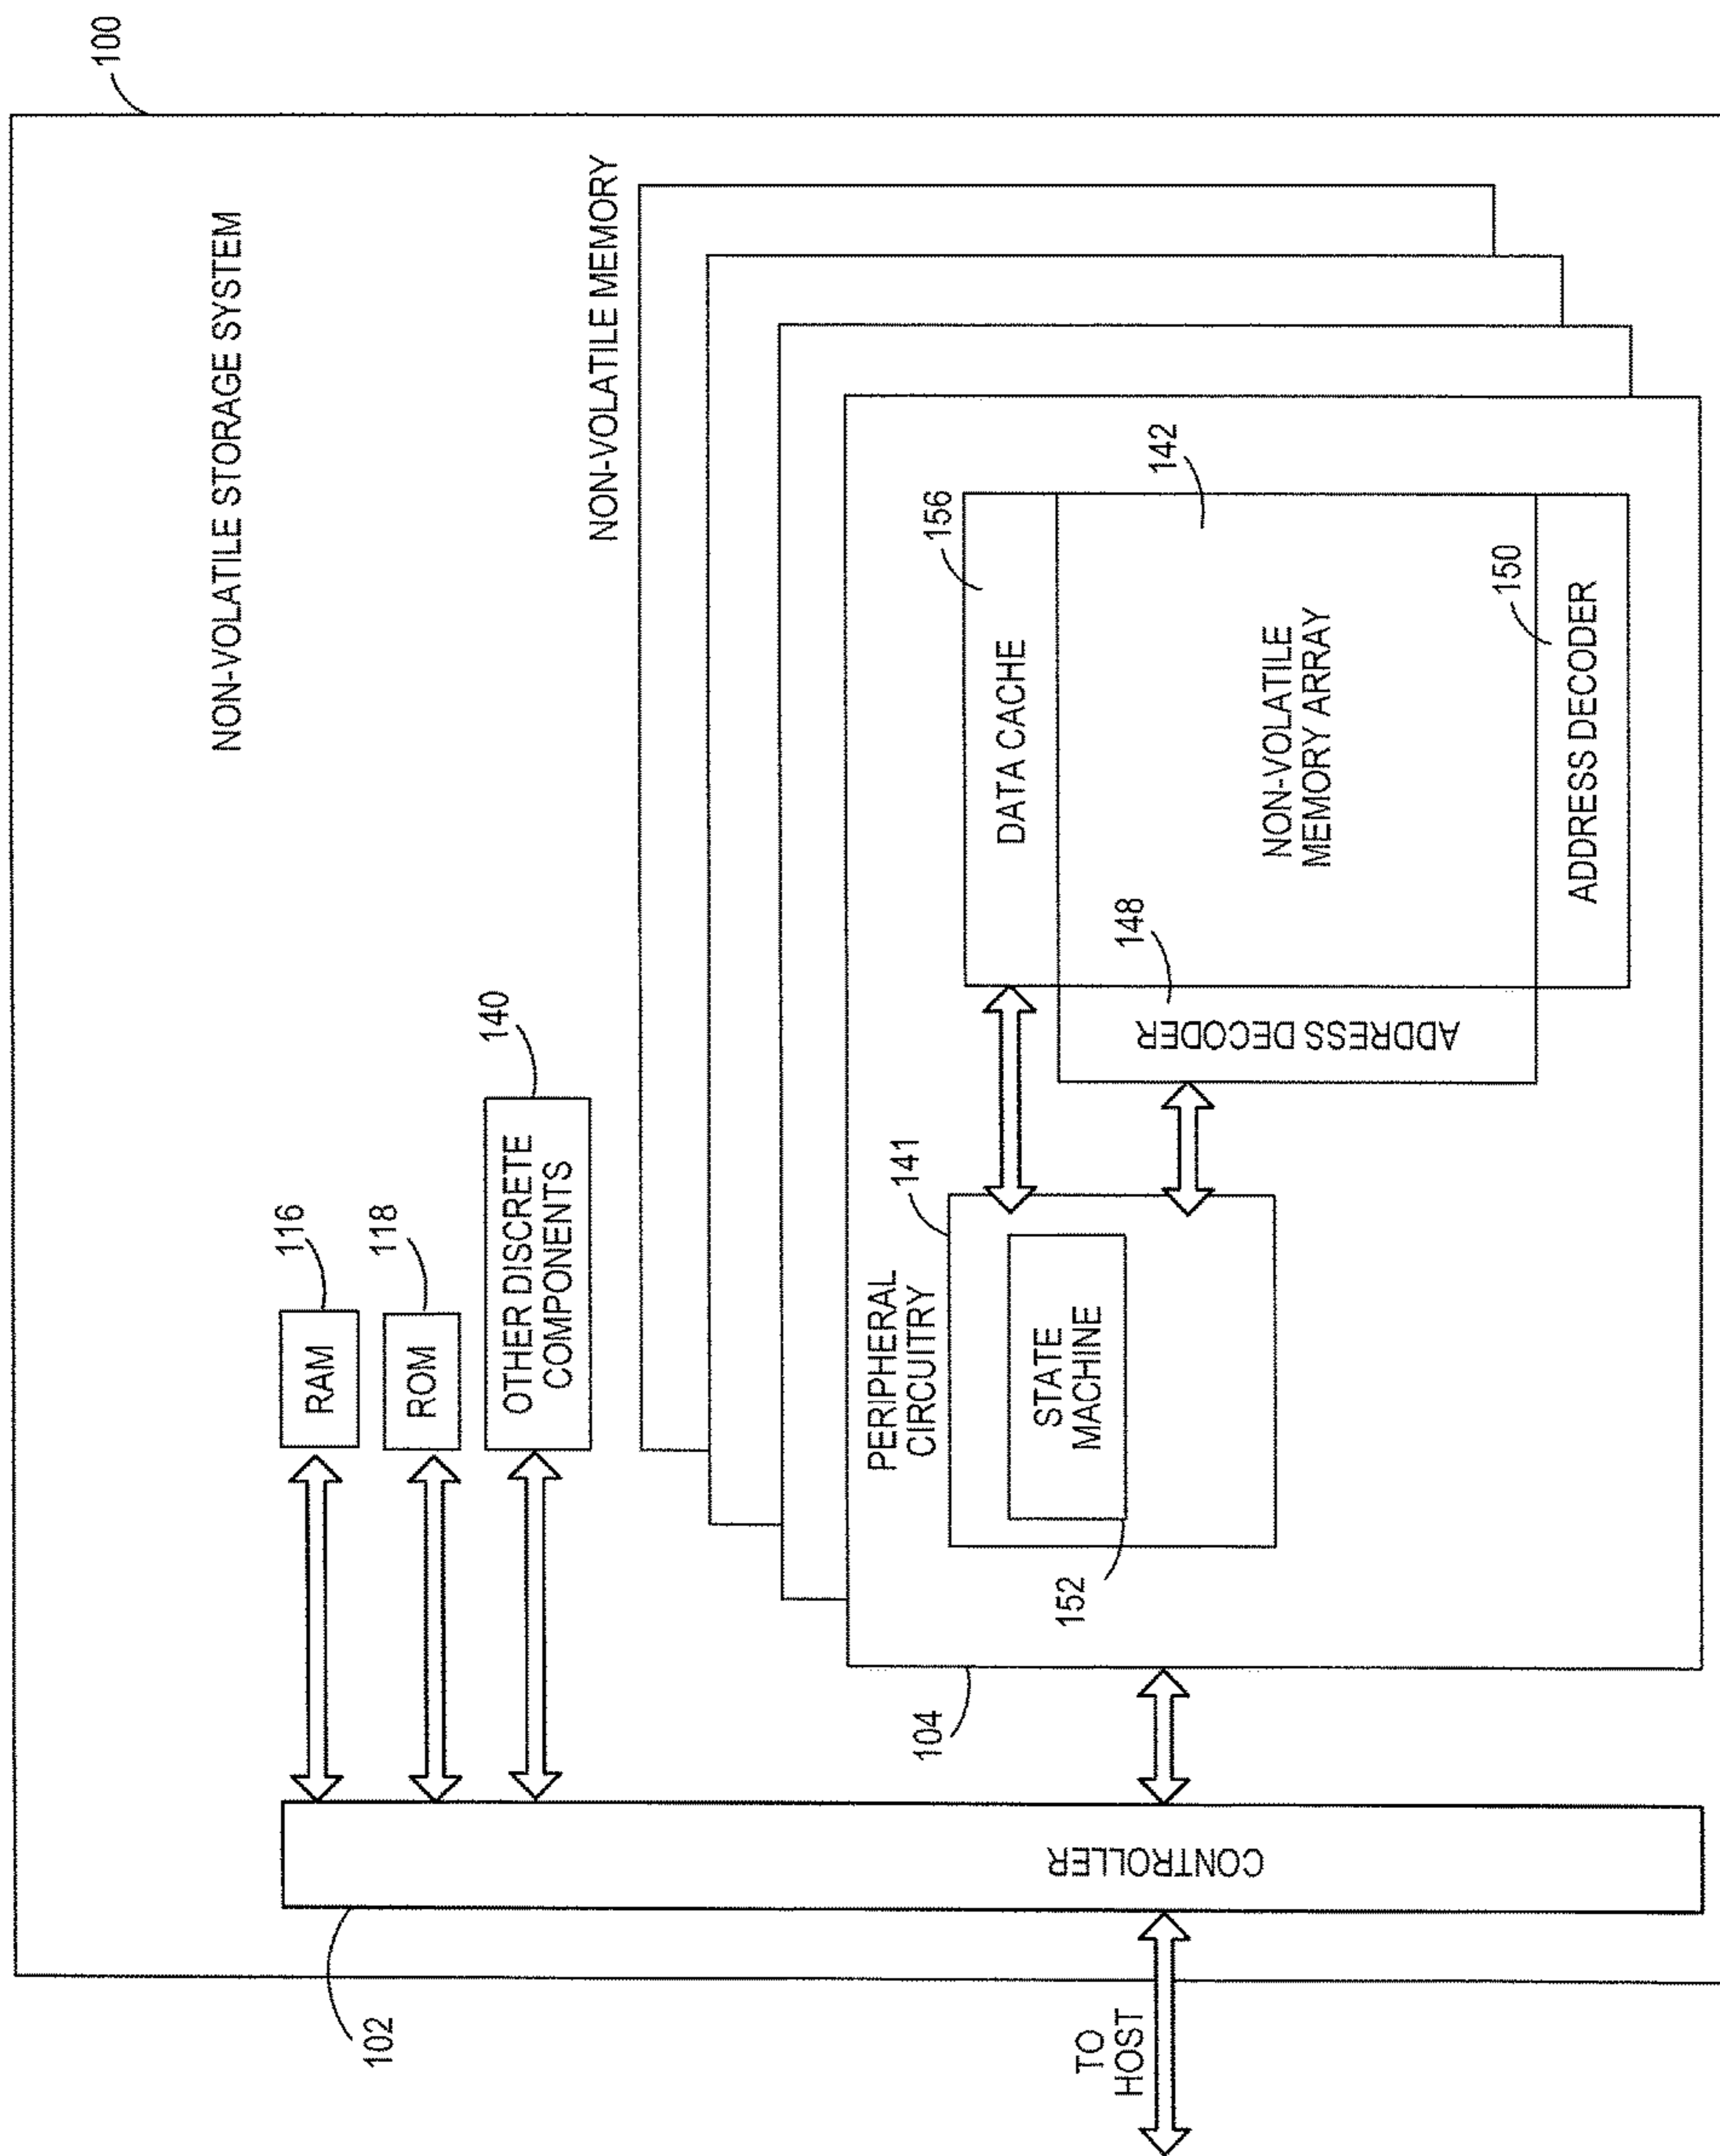 100
NON-VOLATILE STORAGE SYSTEM
116
RAM
118
ROM
140
OTHER DISCRETE
COMPONENTS
NON-VOLATILE MEMORY
102
CONTROLLER
TO
HOST
104
PERIPHERAL
CIRCUITRY
141
STATE
MACHINE
152
156
DATA CACHE
148
ADDRESS DECODER
142
NON-VOLATILE
MEMORY ARRAY
150
ADDRESS DECODER